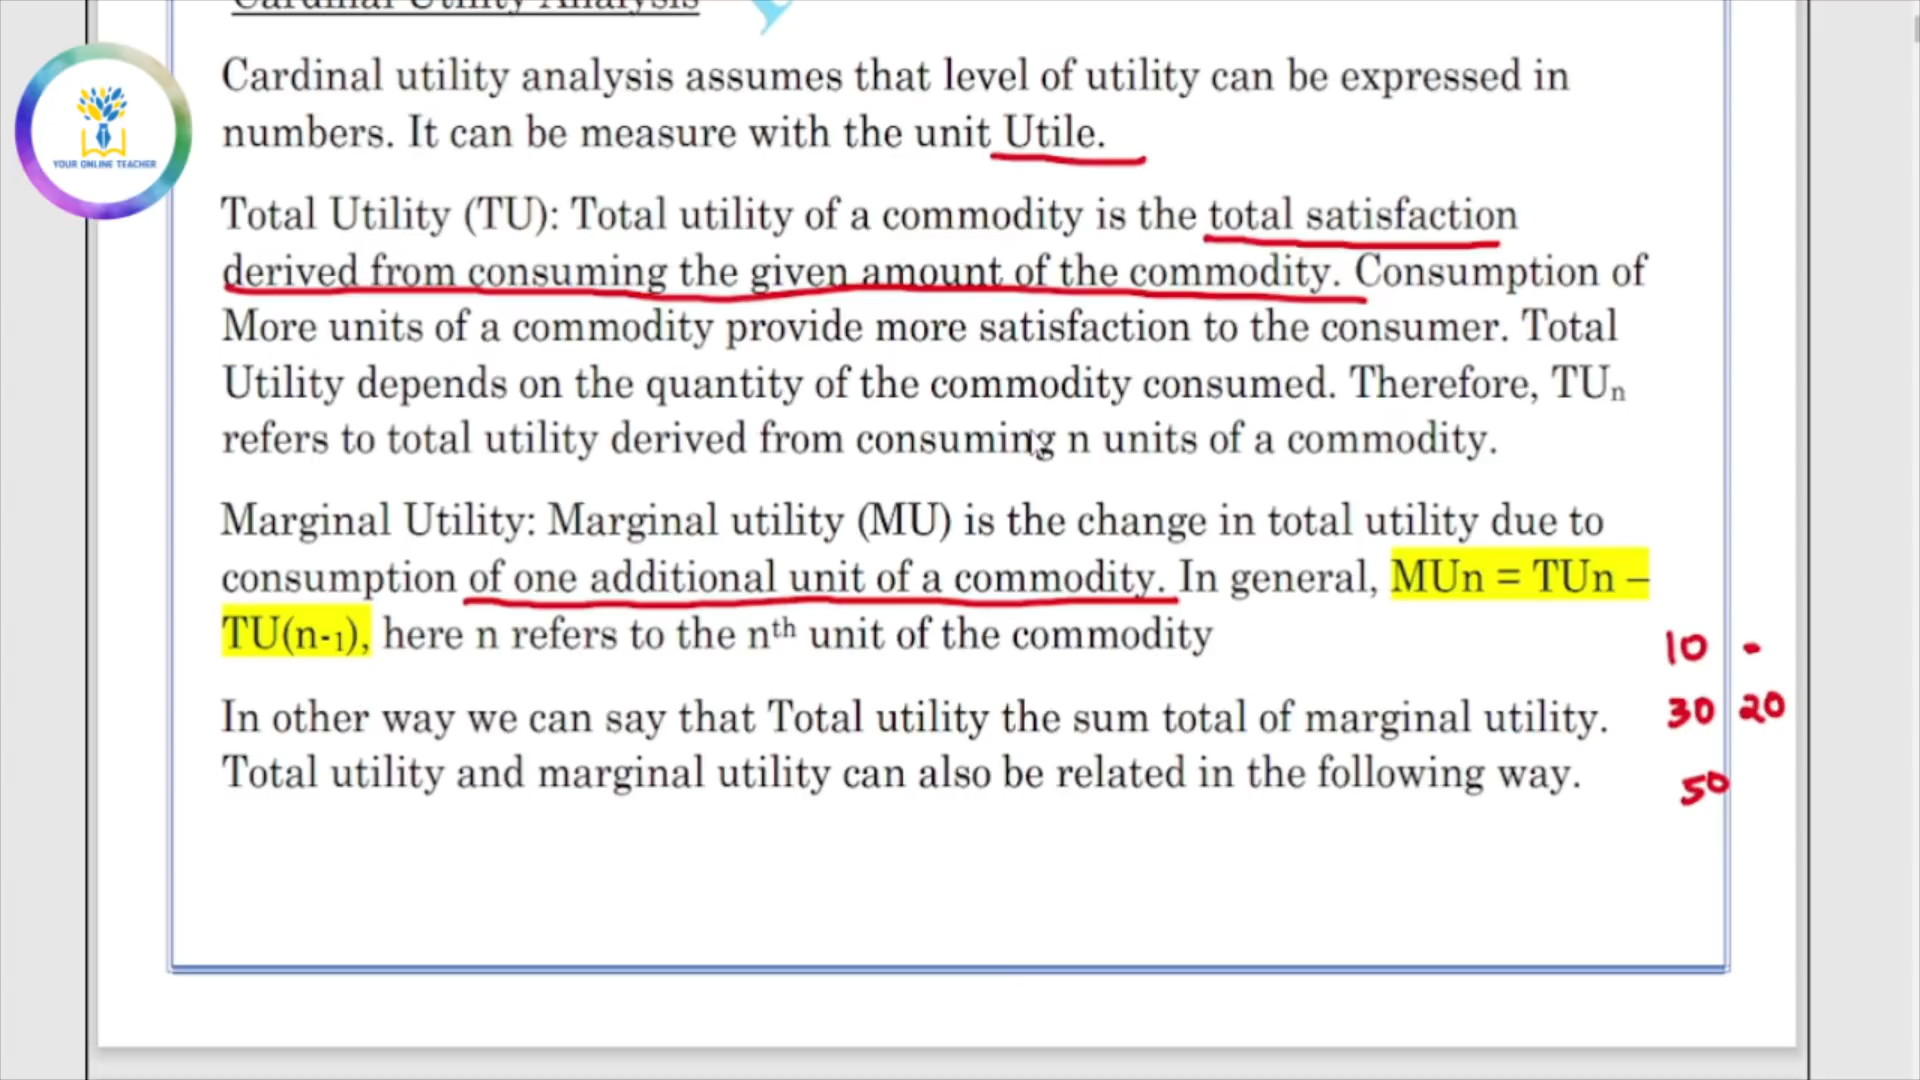 Cardinal Utility Analysis
YOUR ONLINE TEACHER
Cardinal utility analysis assumes that level of utility can be expressed in
numbers. It can be measure with the unit Utile.
Total Utility (TU): Total utility of a commodity is the total satisfaction
derived from consuming the given amount of the commodity. Consumption of
More units of a commodity provide more satisfaction to the consumer. Total
Utility depends on the quantity of the commodity consumed. Therefore, TUₙ
refers to total utility derived from consuming n units of a commodity.
Marginal Utility: Marginal utility (MU) is the change in total utility due to
consumption of one additional unit of a commodity. In general, MUn = TUn –
TU(n-₁), here n refers to the nᵗʰ unit of the commodity
10 -
In other way we can say that Total utility the sum total of marginal utility.
30 20
Total utility and marginal utility can also be related in the following way.
50